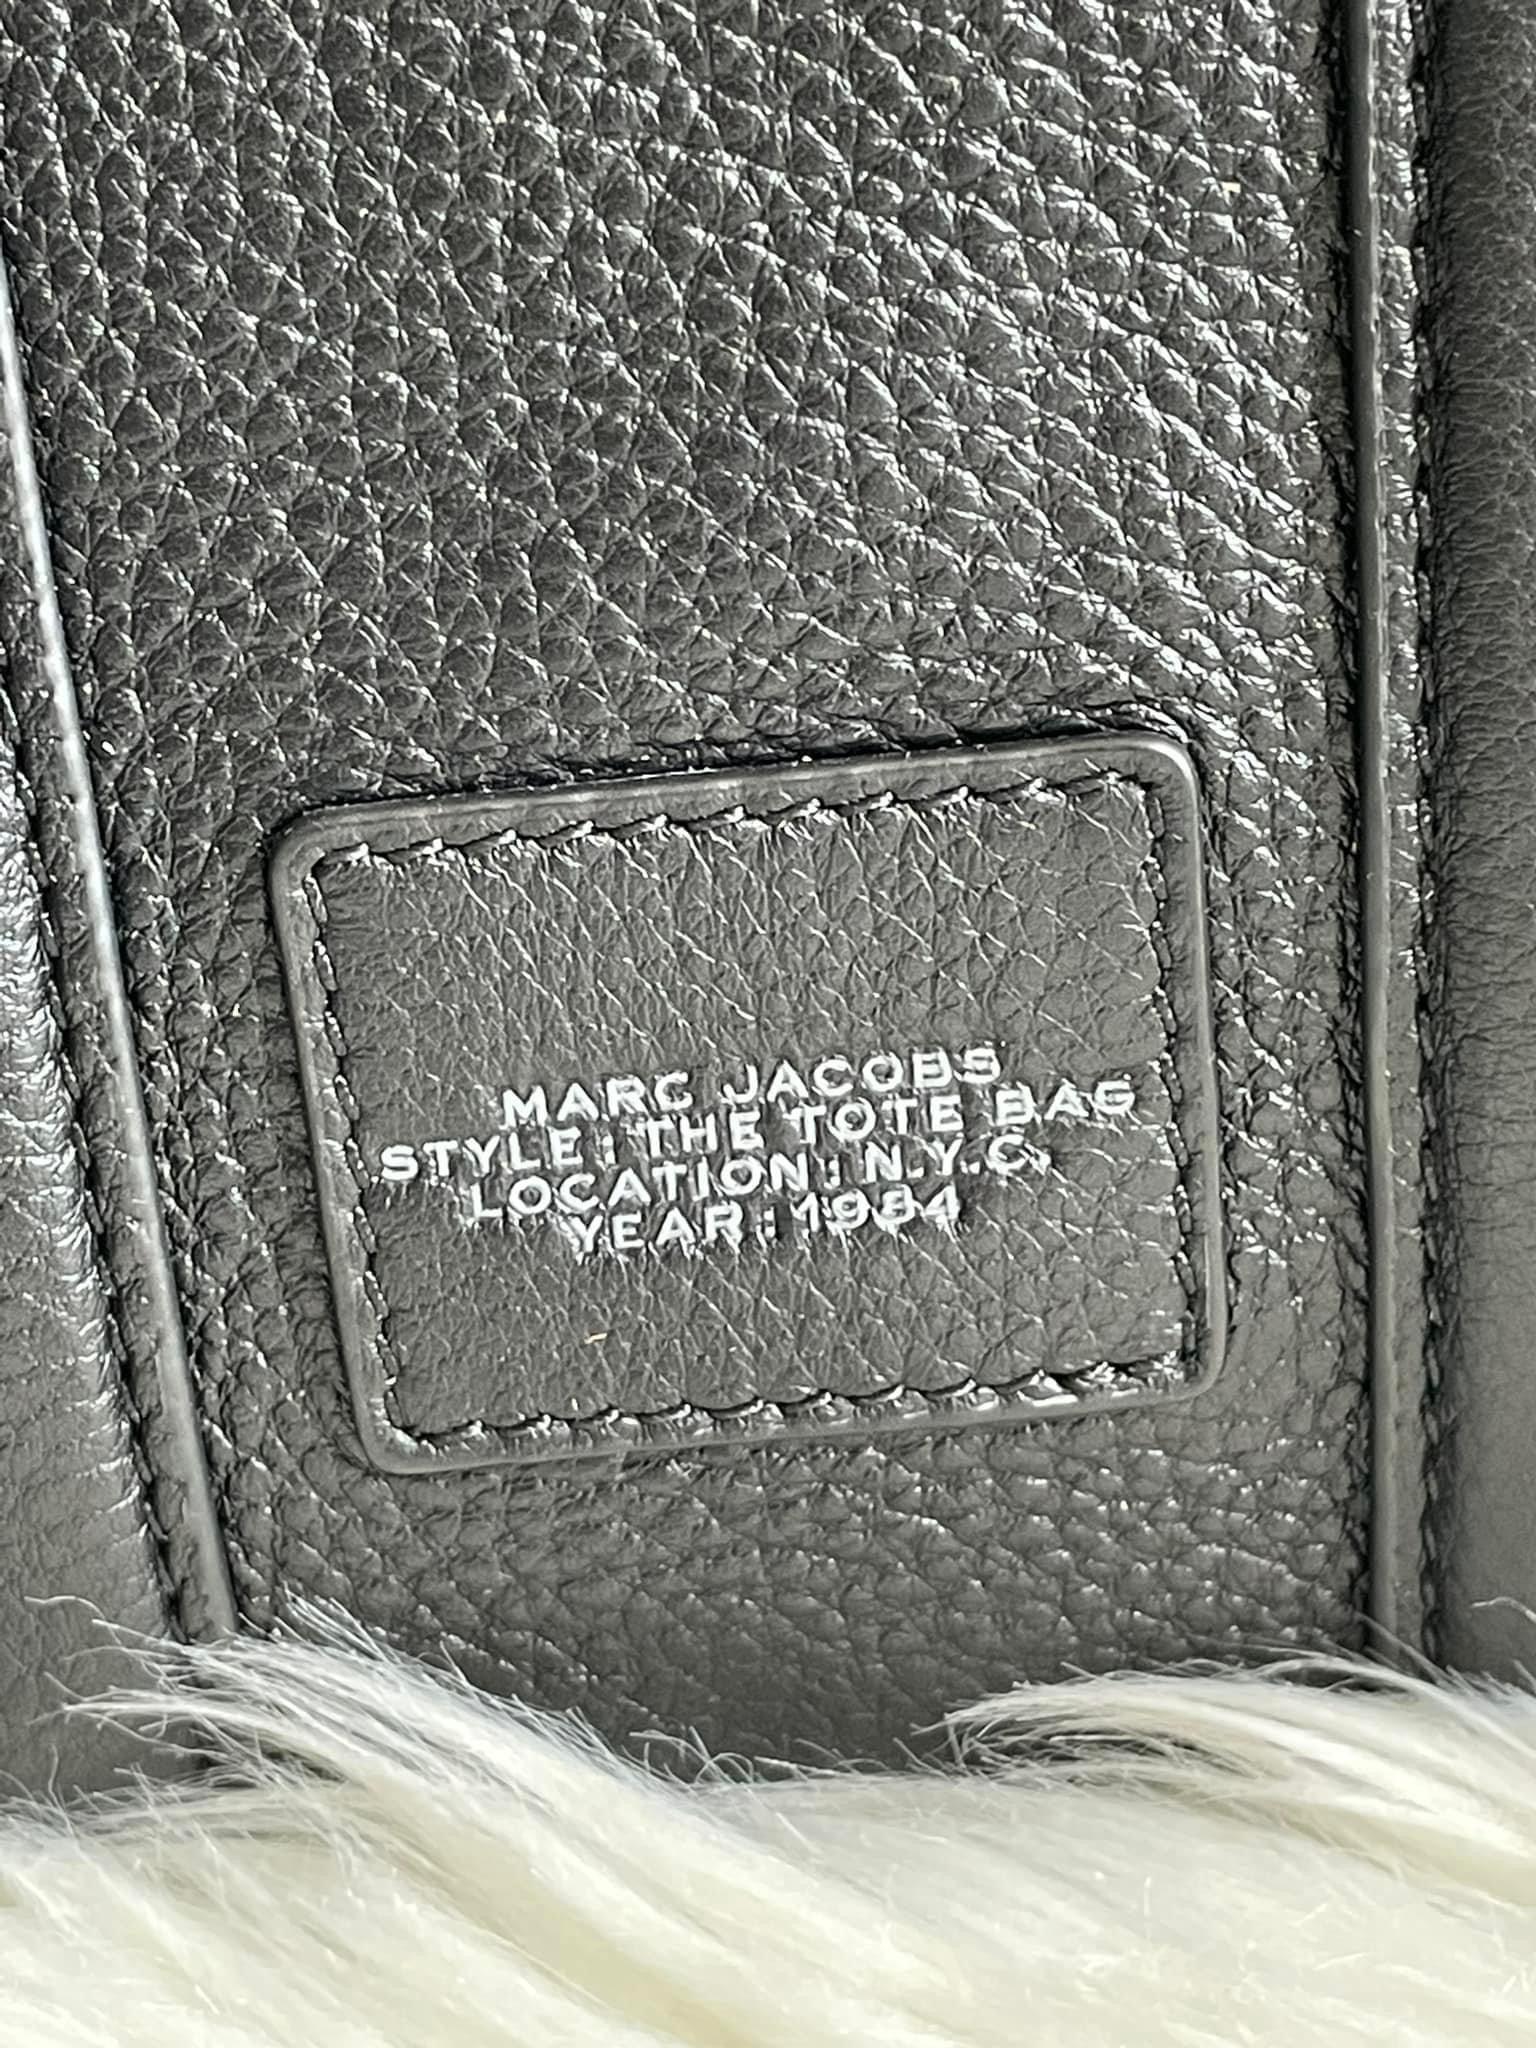 MARC JACOBS
STYLE: THE TOTE BAG
LOCATION: N.Y.C.
YEAR: 1984